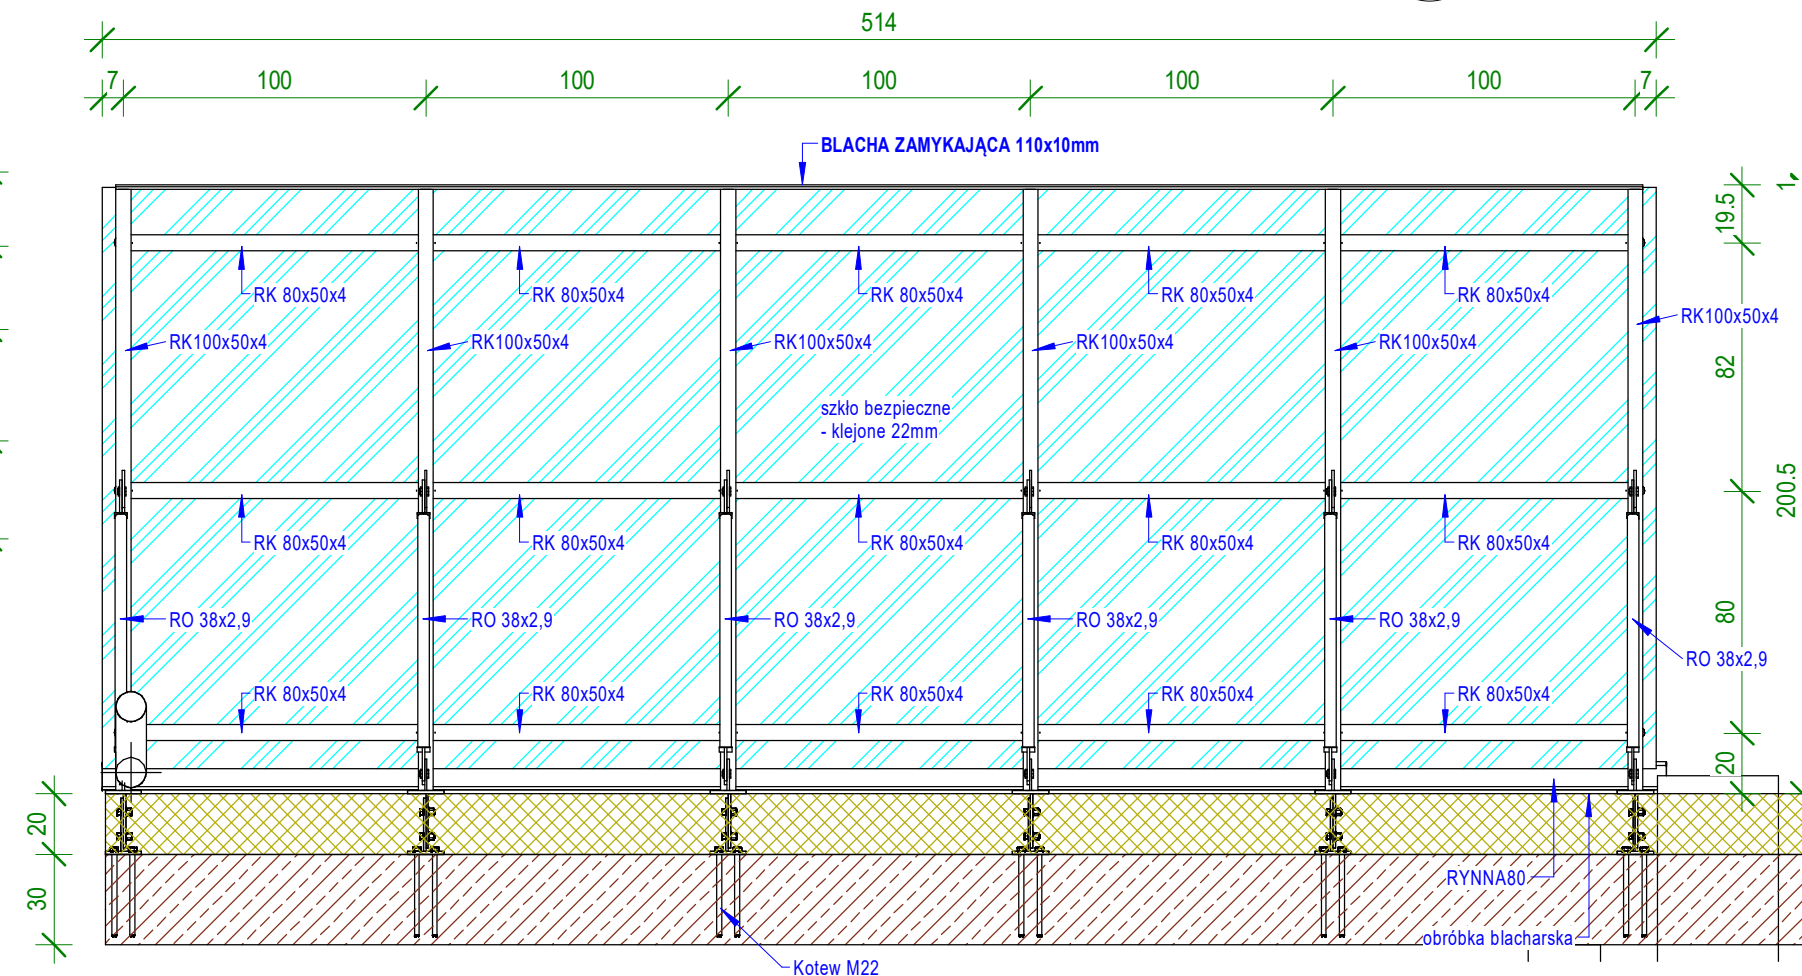 514
7 100 100 100 100 100 7
BLACHA ZAMYKAJĄCA 110x10mm
1,
19.5
RK 80x50x4 RK 80x50x4 RK 80x50x4 RK 80x50x4 RK 80x50x4
RK100x50x4
RK100x50x4 RK100x50x4 RK100x50x4 RK100x50x4 RK100x50x4
82
szkło bezpieczne
- klejone 22mm
200.5
RK 80x50x4 RK 80x50x4 RK 80x50x4 RK 80x50x4 RK 80x50x4
80
RO 38x2,9 RO 38x2,9 RO 38x2,9 RO 38x2,9 RO 38x2,9
RO 38x2,9
RK 80x50x4 RK 80x50x4 RK 80x50x4 RK 80x50x4 RK 80x50x4
20
20
RYNNA80
30
obróbka blacharska
Kotew M22